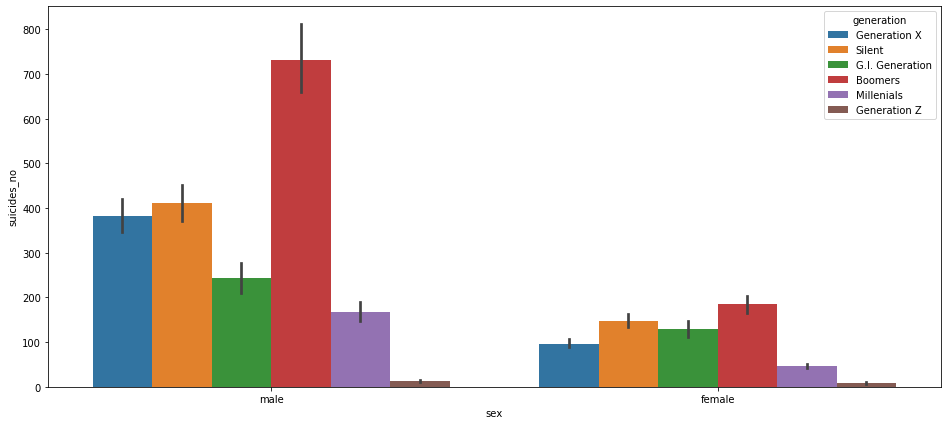 800
700
600
500
400
300
200
100
0
suicides_no
male
female
sex
generation
Generation X
Silent
G.I. Generation
Boomers
Millenials
Generation Z